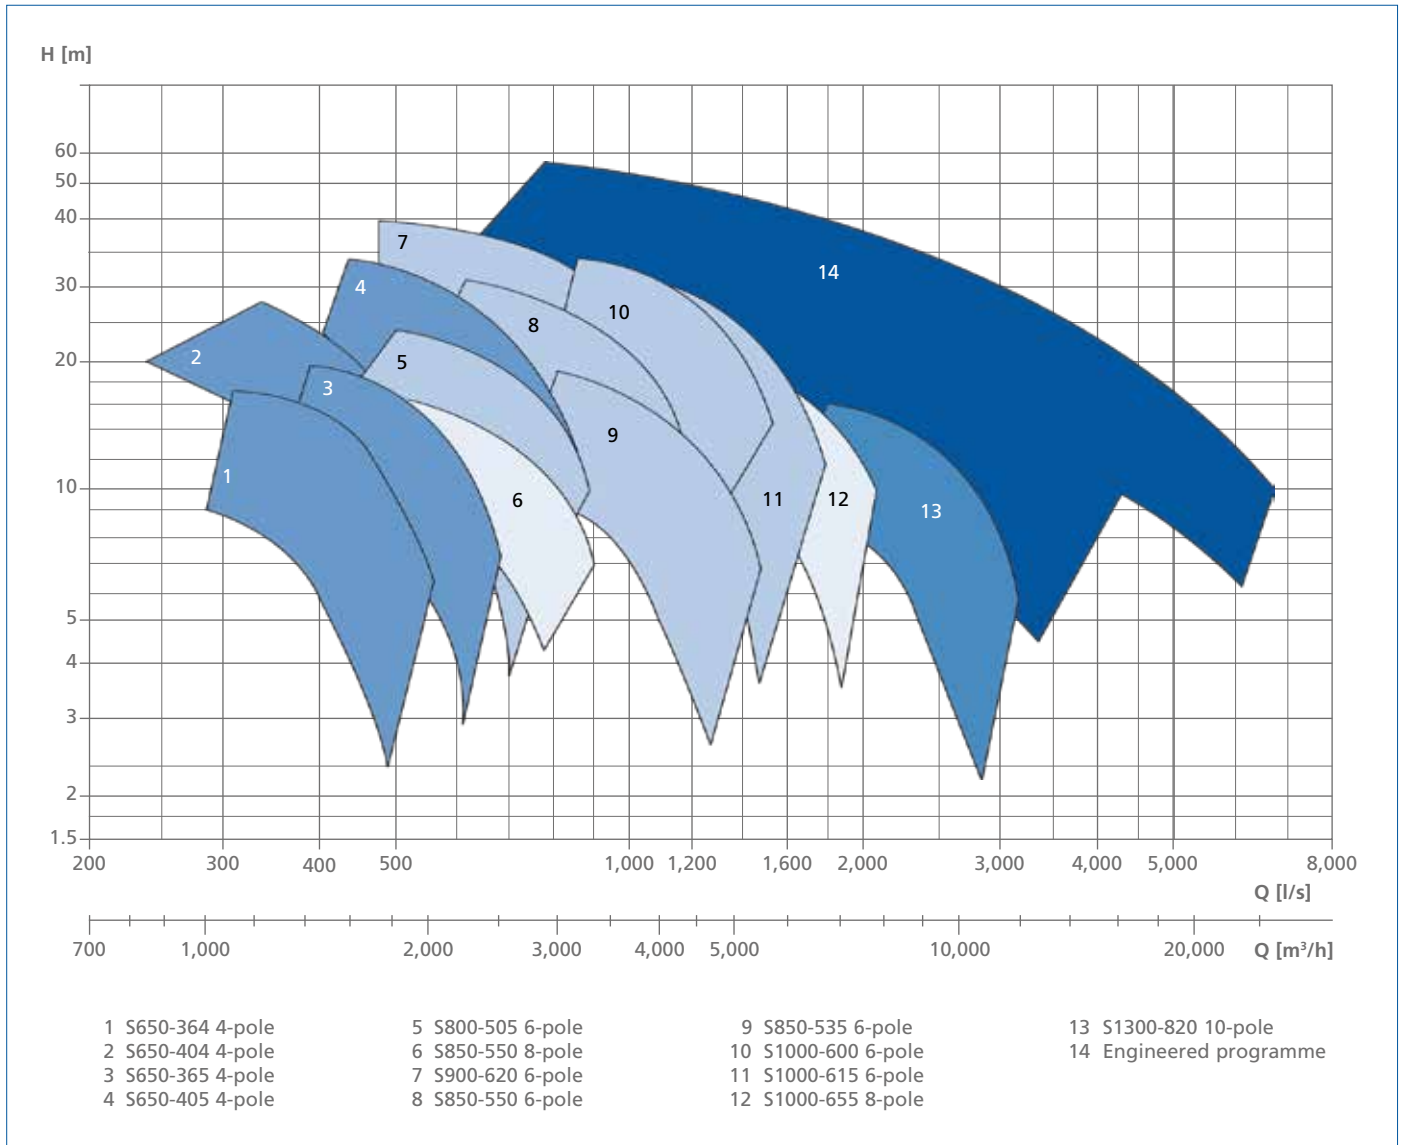 H [m]
60
50
40
30
20
10
5
4
3
2
1.5
14
7
4
10
8
2
5
3
9
1
6
11
12
13
200 300 400 500 1,000 1,200 1,600 2,000 3,000 4,000 5,000 8,000
Q [l/s]
700 1,000 2,000 3,000 4,000 5,000 10,000 20,000 Q [m³/h]
1 S650-364 4-pole
2 S650-404 4-pole
3 S650-365 4-pole
4 S650-405 4-pole
5 S800-505 6-pole
6 S850-550 8-pole
7 S900-620 6-pole
8 S850-550 6-pole
9 S850-535 6-pole
10 S1000-600 6-pole
11 S1000-615 6-pole
12 S1000-655 8-pole
13 S1300-820 10-pole
14 Engineered programme